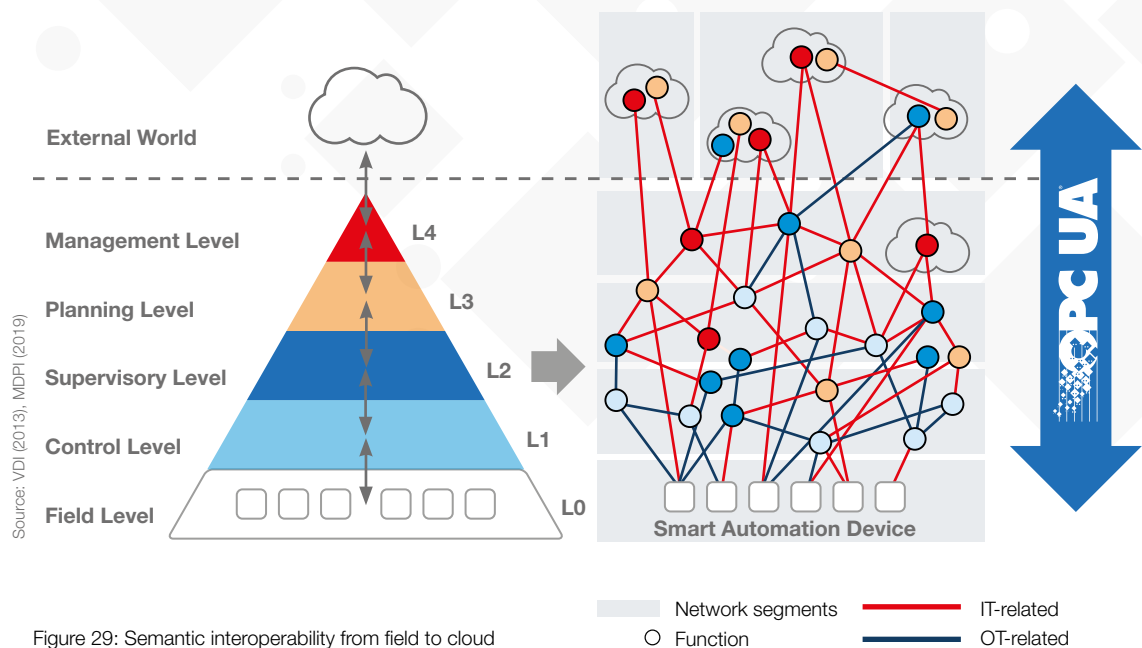 External World
Management Level
L4
Planning Level
L3
Supervisory Level
L2
Control Level
L1
Field Level
L0
Source: VDI (2013), MDPI (2019)
Smart Automation Device
OPC UA
Network segments
IT-related
Function
OT-related
Figure 29: Semantic interoperability from field to cloud